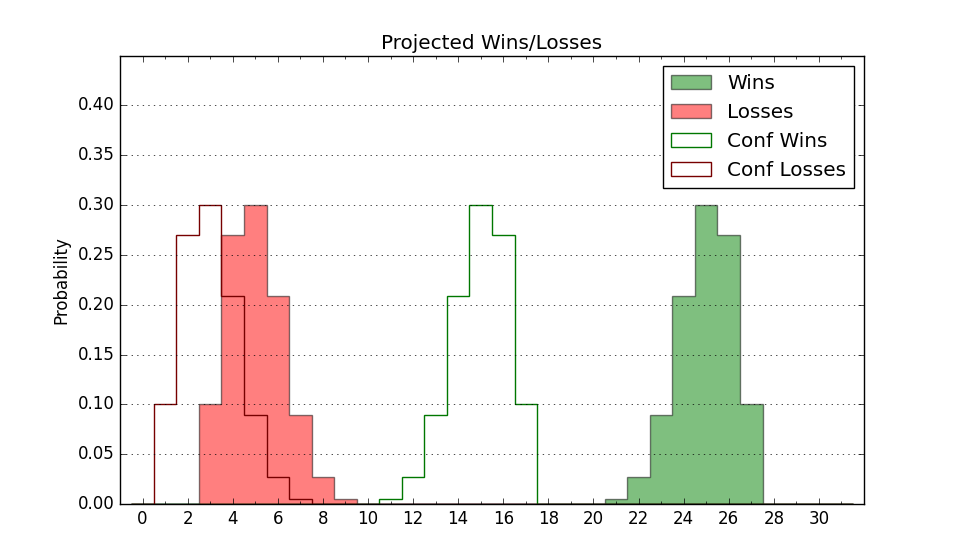 Projected Wins/Losses
Wins
Losses
Conf Wins
Conf Losses
Probability
0.40
0.35
0.30
0.25
0.20
0.15
0.10
0.05
0.00
0 2 4 6 8 10 12 14 16 18 20 22 24 26 28 30